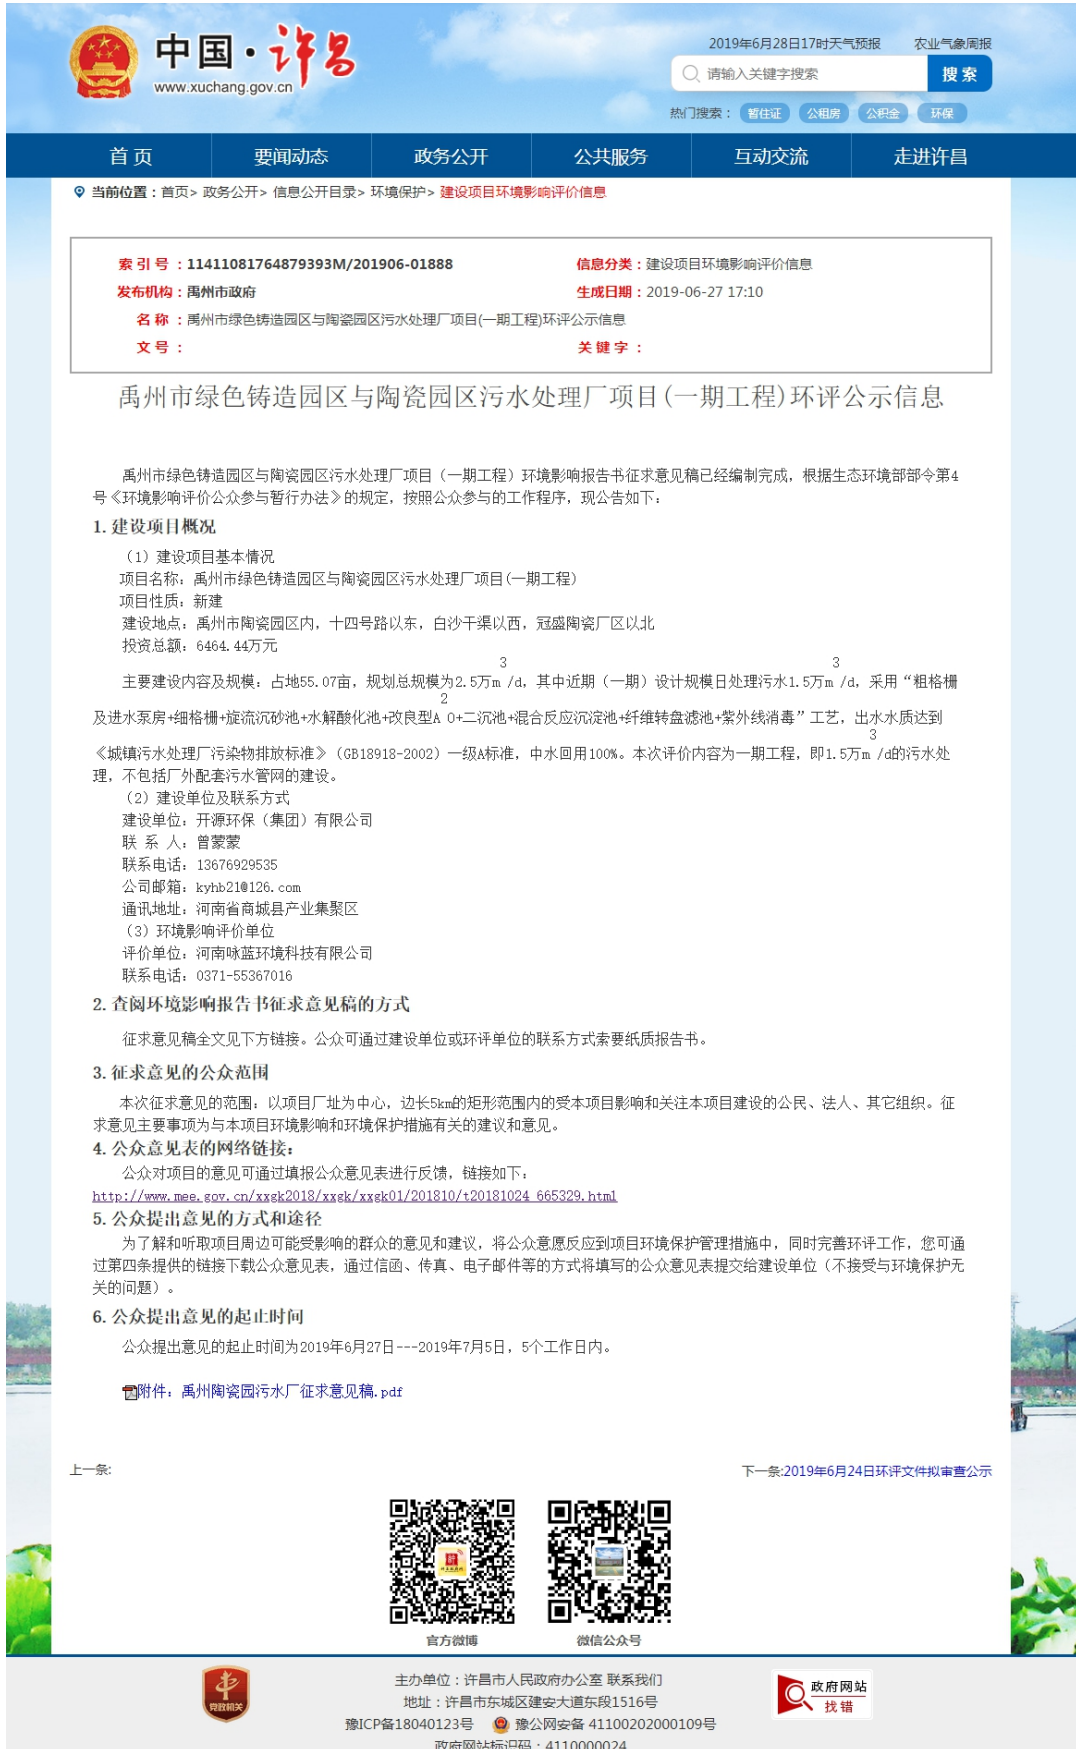 中国·许昌
www.xuchang.gov.cn
2019年6月28日17时天气预报 农业气象周报
请输入关键字搜索 搜 索
热门搜索： 暂住证 公租房 公积金 环保
首 页 要闻动态 政务公开 公共服务 互动交流 走进许昌
当前位置：首页> 政务公开> 信息公开目录> 环境保护> 建设项目环境影响评价信息
索 引 号 ：11411081764879393M/201906-01888 信息分类：建设项目环境影响评价信息
发布机构：禹州市政府 生成日期：2019-06-27 17:10
名 称 ：禹州市绿色铸造园区与陶瓷园区污水处理厂项目(一期工程)环评公示信息
文 号 ： 关 键 字 ：
禹州市绿色铸造园区与陶瓷园区污水处理厂项目(一期工程)环评公示信息
禹州市绿色铸造园区与陶瓷园区污水处理厂项目（一期工程）环境影响报告书征求意见稿已经编制完成，根据生态环境部部令第4
号《环境影响评价公众参与暂行办法》的规定，按照公众参与的工作程序，现公告如下：
1. 建设项目概况
（1）建设项目基本情况
项目名称：禹州市绿色铸造园区与陶瓷园区污水处理厂项目(一期工程)
项目性质：新建
建设地点：禹州市陶瓷园区内，十四号路以东，白沙干渠以西，冠盛陶瓷厂区以北
投资总额：6464.44万元
主要建设内容及规模：占地55.07亩，规划总规模为2.5万m³/d，其中近期（一期）设计规模日处理污水1.5万m³/d，采用“粗格栅
及进水泵房+细格栅+旋流沉砂池+水解酸化池+改良型A²O+二沉池+混合反应沉淀池+纤维转盘滤池+紫外线消毒”工艺，出水水质达到
《城镇污水处理厂污染物排放标准》（GB18918-2002）一级A标准，中水回用100%。本次评价内容为一期工程，即1.5万m³/d的污水处
理，不包括厂外配套污水管网的建设。
（2）建设单位及联系方式
建设单位：开源环保（集团）有限公司
联 系 人：曾蒙蒙
联系电话：13676929535
公司邮箱：kyhb21@126.com
通讯地址：河南省商城县产业集聚区
（3）环境影响评价单位
评价单位：河南咏蓝环境科技有限公司
联系电话：0371-55367016
2. 查阅环境影响报告书征求意见稿的方式
征求意见稿全文见下方链接。公众可通过建设单位或环评单位的联系方式索要纸质报告书。
3. 征求意见的公众范围
本次征求意见的范围：以项目厂址为中心，边长5km的矩形范围内的受本项目影响和关注本项目建设的公民、法人、其它组织。征
求意见主要事项为与本项目环境影响和环境保护措施有关的建议和意见。
4. 公众意见表的网络链接：
公众对项目的意见可通过填报公众意见表进行反馈，链接如下：
http://www.mee.gov.cn/xxgk2018/xxgk/xxgk01/201810/t20181024_665329.html
5. 公众提出意见的方式和途径
为了解和听取项目周边可能受影响的群众的意见和建议，将公众意愿反应到项目环境保护管理措施中，同时完善环评工作，您可通
过第四条提供的链接下载公众意见表，通过信函、传真、电子邮件等的方式将填写的公众意见表提交给建设单位（不接受与环境保护无
关的问题）。
6. 公众提出意见的起止时间
公众提出意见的起止时间为2019年6月27日---2019年7月5日，5个工作日内。
附件：禹州陶瓷园污水厂征求意见稿.pdf
上一条: 下一条:2019年6月24日环评文件拟审查公示
官方微博 微信公众号
党政机关
主办单位：许昌市人民政府办公室 联系我们
地址：许昌市东城区建安大道东段1516号
豫ICP备18040123号 豫公网安备 41100202000109号
政府网站标识码：4110000024
政府网站
找错